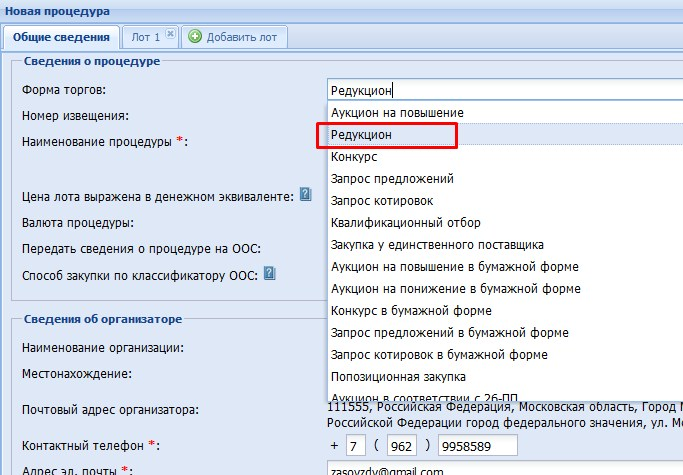 Новая процедура
Общие сведения
Лот 1
Добавить лот
Сведения о процедуре
Форма торгов:
Редукцион
Номер извещения:
Наименование процедуры *:
Цена лота выражена в денежном эквиваленте: ?
Валюта процедуры:
Передать сведения о процедуре на ООС:
Способ закупки по классификатору ООС: ?
Аукцион на повышение
Редукцион
Конкурс
Запрос предложений
Запрос котировок
Квалификационный отбор
Закупка у единственного поставщика
Аукцион на повышение в бумажной форме
Аукцион на понижение в бумажной форме
Конкурс в бумажной форме
Запрос предложений в бумажной форме
Запрос котировок в бумажной форме
Попозиционная закупка
Аукцион в соответствии с 26-ПП
Сведения об организаторе
Наименование организации:
Местонахождение:
Почтовый адрес организатора:
111555, Российская Федерация, Московская область, Город
Российской Федерации город федерального значения, ул.
Контактный телефон *:
+ 7 ( 962 ) 9958589
Адрес эл. почты *:
zasovzdv@gmail.com